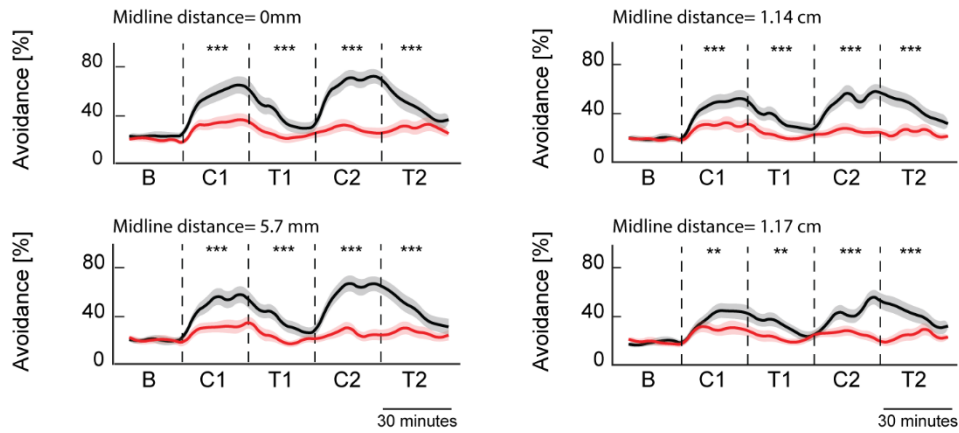 Midline distance= 0mm
Avoidance [%]
*** *** *** ***
80
40
0
B C1 T1 C2 T2
Midline distance= 1.14 cm
Avoidance [%]
*** *** *** ***
80
40
0
B C1 T1 C2 T2
Midline distance= 5.7 mm
Avoidance [%]
*** *** *** ***
80
40
0
B C1 T1 C2 T2
30 minutes
Midline distance= 1.17 cm
Avoidance [%]
** ** *** ***
80
40
0
B C1 T1 C2 T2
30 minutes